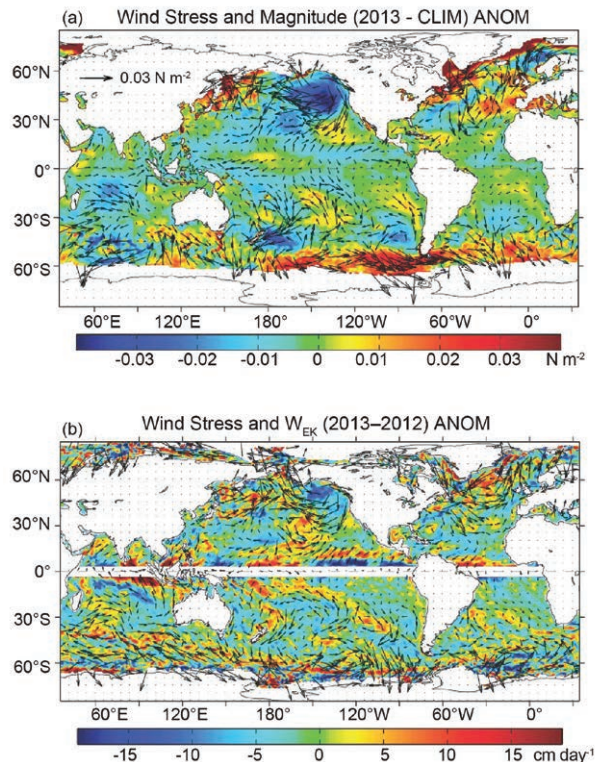 (a) Wind Stress and Magnitude (2013 - CLIM) ANOM
60°N
0.03 N m-2
30°N
0°
30°S
60°S
60°E 120°E 180° 120°W 60°W 0°
-0.03 -0.02 -0.01 0 0.01 0.02 0.03 N m-2
(b) Wind Stress and WEK (2013–2012) ANOM
60°N
30°N
0°
30°S
60°S
60°E 120°E 180° 120°W 60°W 0°
-15 -10 -5 0 5 10 15 cm day-1